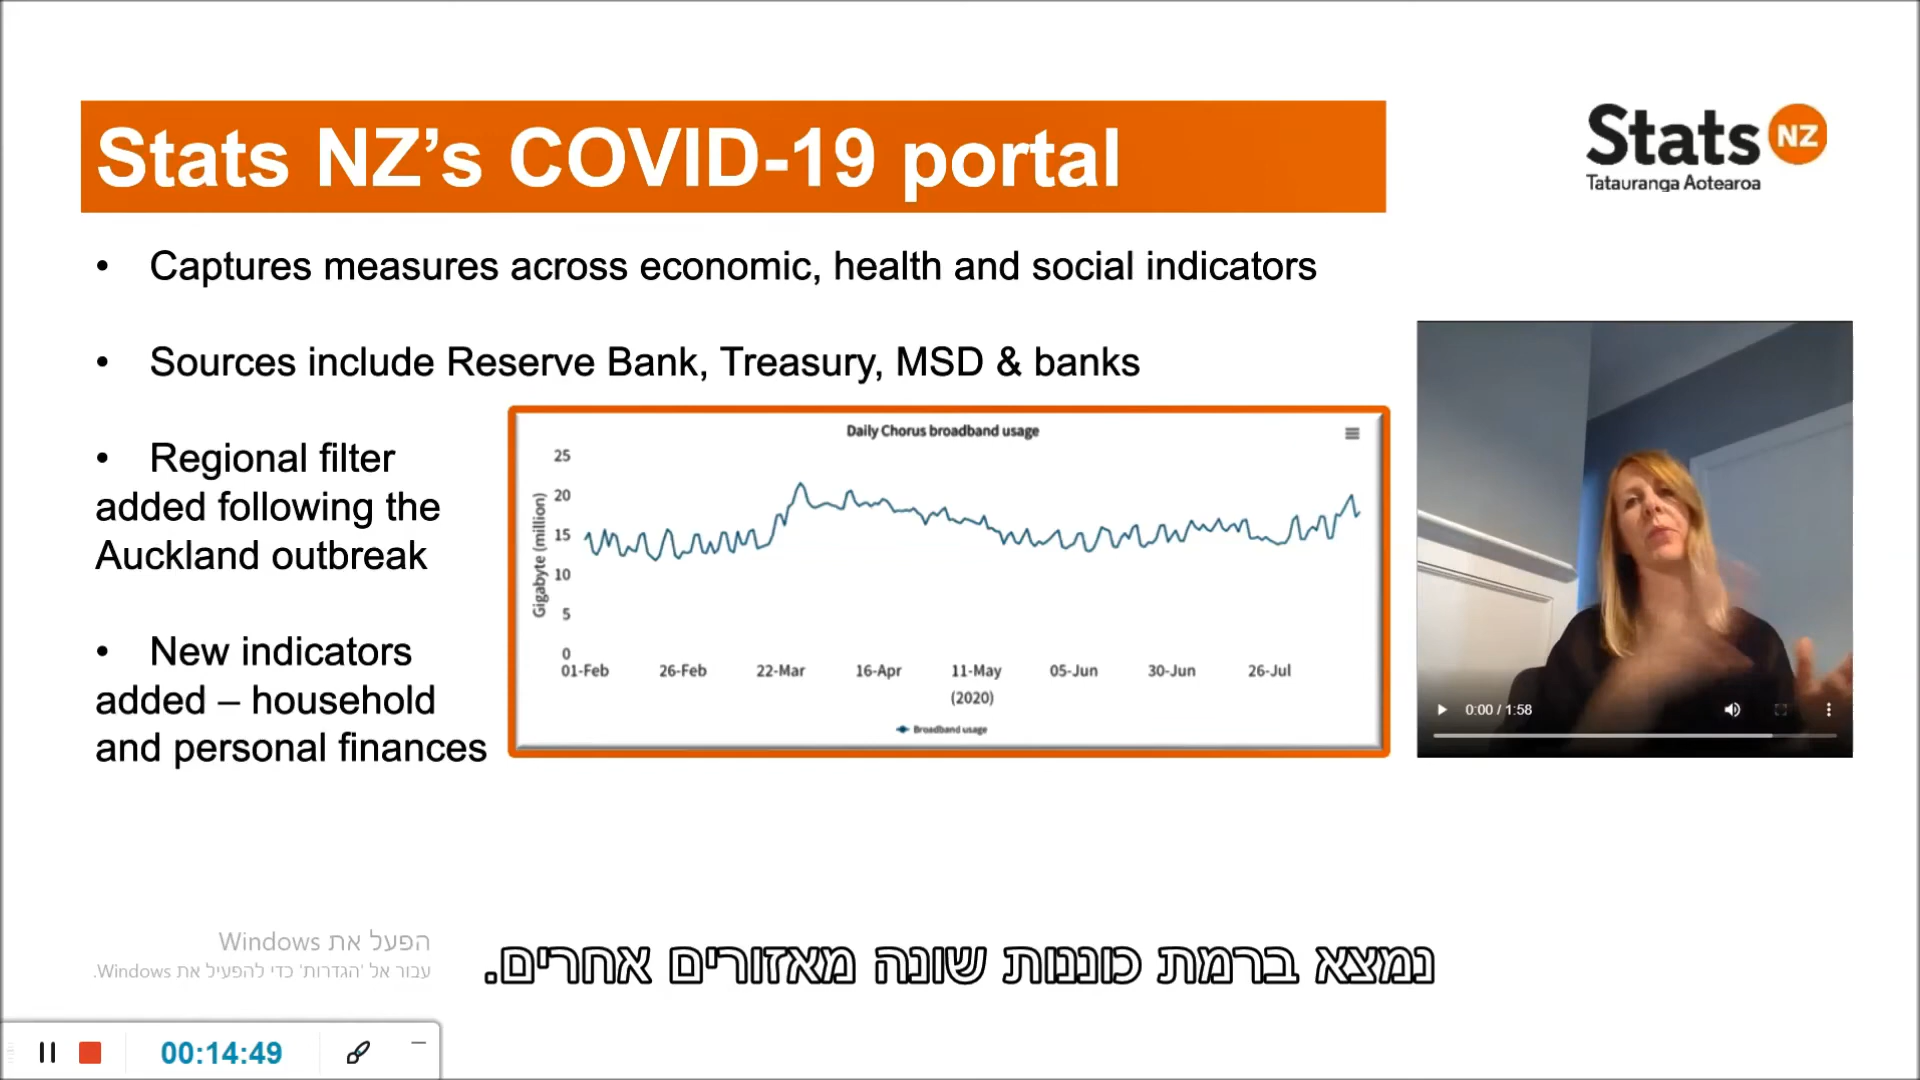 Stats NZ’s COVID-19 portal
Stats NZ
Tatauranga Aotearoa
• Captures measures across economic, health and social indicators
• Sources include Reserve Bank, Treasury, MSD & banks
• Regional filter
added following the
Auckland outbreak
• New indicators
added – household
and personal finances
Daily Chorus broadband usage
Gigabyte (million)
25
20
15
10
5
0
01-Feb 26-Feb 22-Mar 16-Apr 11-May 05-Jun 30-Jun 26-Jul
(2020)
Broadband usage
0:00 / 1:58
הפעל את Windows
עבור אל 'הגדרות' כדי להפעיל את Windows.
נמצא ברמת כוננות שונה מאזורים אחרים.
00:14:49